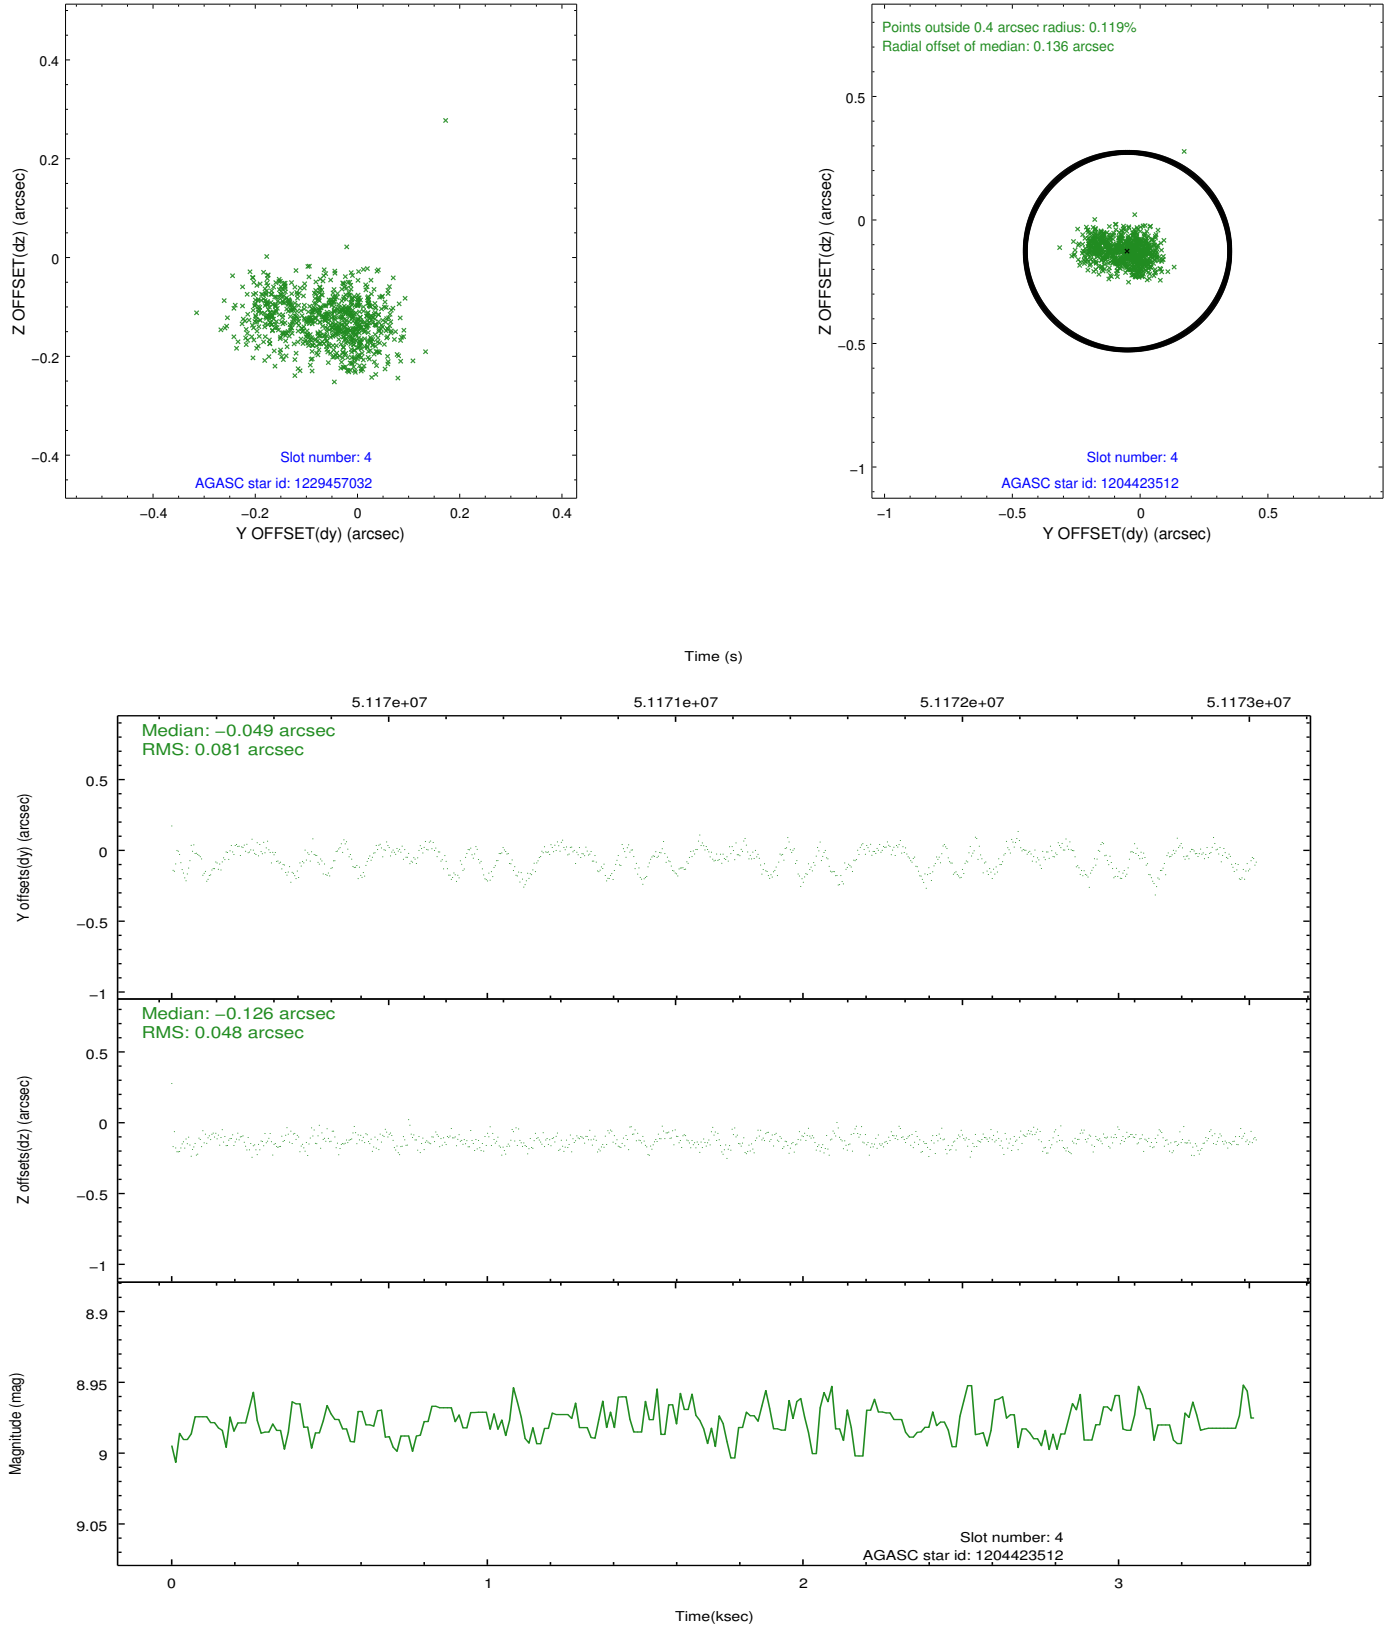 0.4
0.2
0
−0.2
−0.4
Z OFFSET(dz) (arcsec)
Slot number: 4
AGASC star id: 1229457032
−0.4
−0.2
0
0.2
0.4
Y OFFSET(dy) (arcsec)
Points outside 0.4 arcsec radius: 0.119%
Radial offset of median: 0.136 arcsec
0.5
0
−0.5
−1
Z OFFSET(dz) (arcsec)
Slot number: 4
AGASC star id: 1204423512
−1
−0.5
0
0.5
Y OFFSET(dy) (arcsec)
Time (s)
5.117e+07
5.1171e+07
5.1172e+07
5.1173e+07
Median: −0.049 arcsec
RMS: 0.081 arcsec
0.5
0
−0.5
−1
Y offsets(dy) (arcsec)
Median: −0.126 arcsec
RMS: 0.048 arcsec
0.5
0
−0.5
−1
Z offsets(dz) (arcsec)
8.9
8.95
9
9.05
Magnitude (mag)
Slot number: 4
AGASC star id: 1204423512
0
1
2
3
Time(ksec)